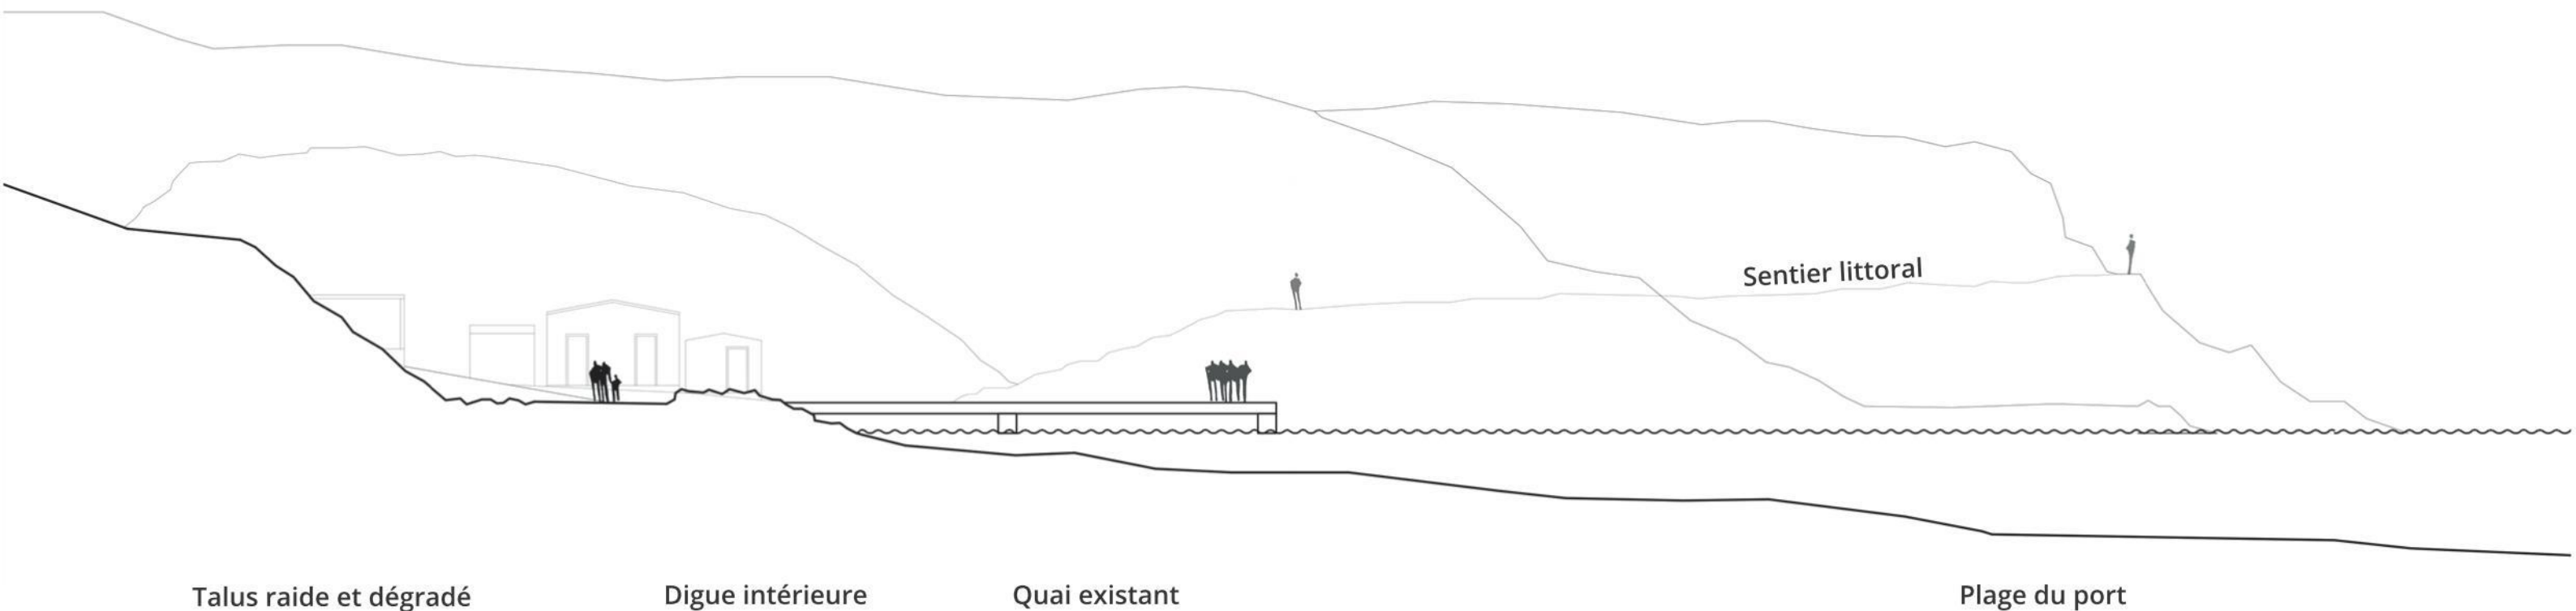 Sentier littoral
Talus raide et dégradé
Digue intérieure
Quai existant
Plage du port